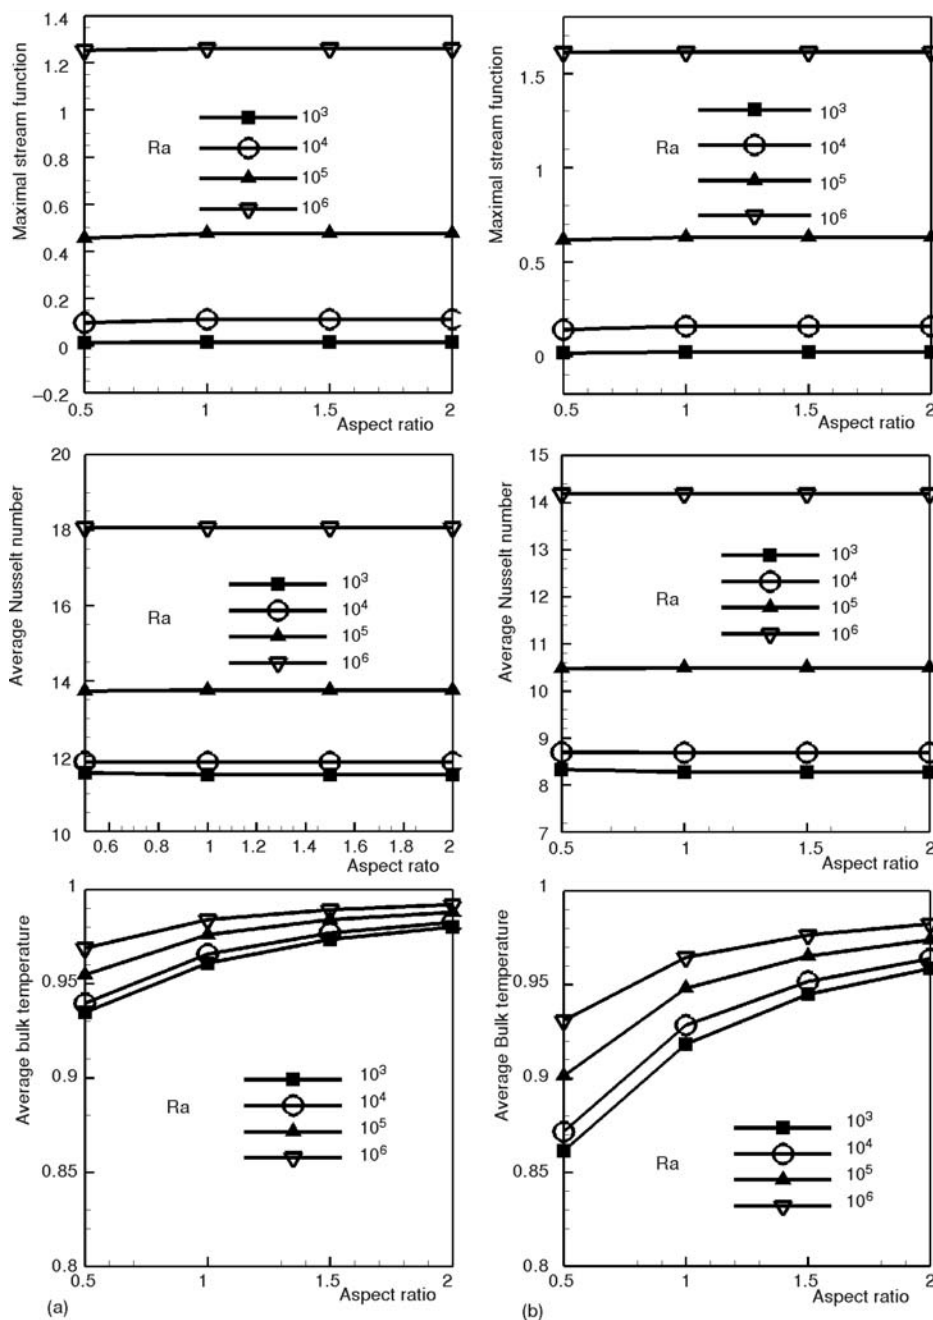 1.4
1.2
1
0.8
0.6
0.4
0.2
0
–0.2
Maximal stream function
Ra
10³
10⁴
10⁵
10⁶
0.5 1 1.5 2
Aspect ratio
1.5
1
0.5
0
Maximal stream function
Ra
10³
10⁴
10⁵
10⁶
0.5 1 1.5 2
Aspect ratio
20
18
16
14
12
10
Average Nusselt number
Ra
10³
10⁴
10⁵
10⁶
0.6 0.8 1 1.2 1.4 1.6 1.8 2
Aspect rato
15
14
13
12
11
10
9
8
7
Average Nusselt number
Ra
10³
10⁴
10⁵
10⁶
0.5 1 1.5 2
Aspect ratio
1
0.95
0.9
0.85
0.8
Average bulk temperature
Ra
10³
10⁴
10⁵
10⁶
0.5 1 1.5 2
Aspect ratio
(a)
1
0.95
0.9
0.85
0.8
Average Bulk temperature
Ra
10³
10⁴
10⁵
10⁶
0.5 1 1.5 2
Aspect ratio
(b)